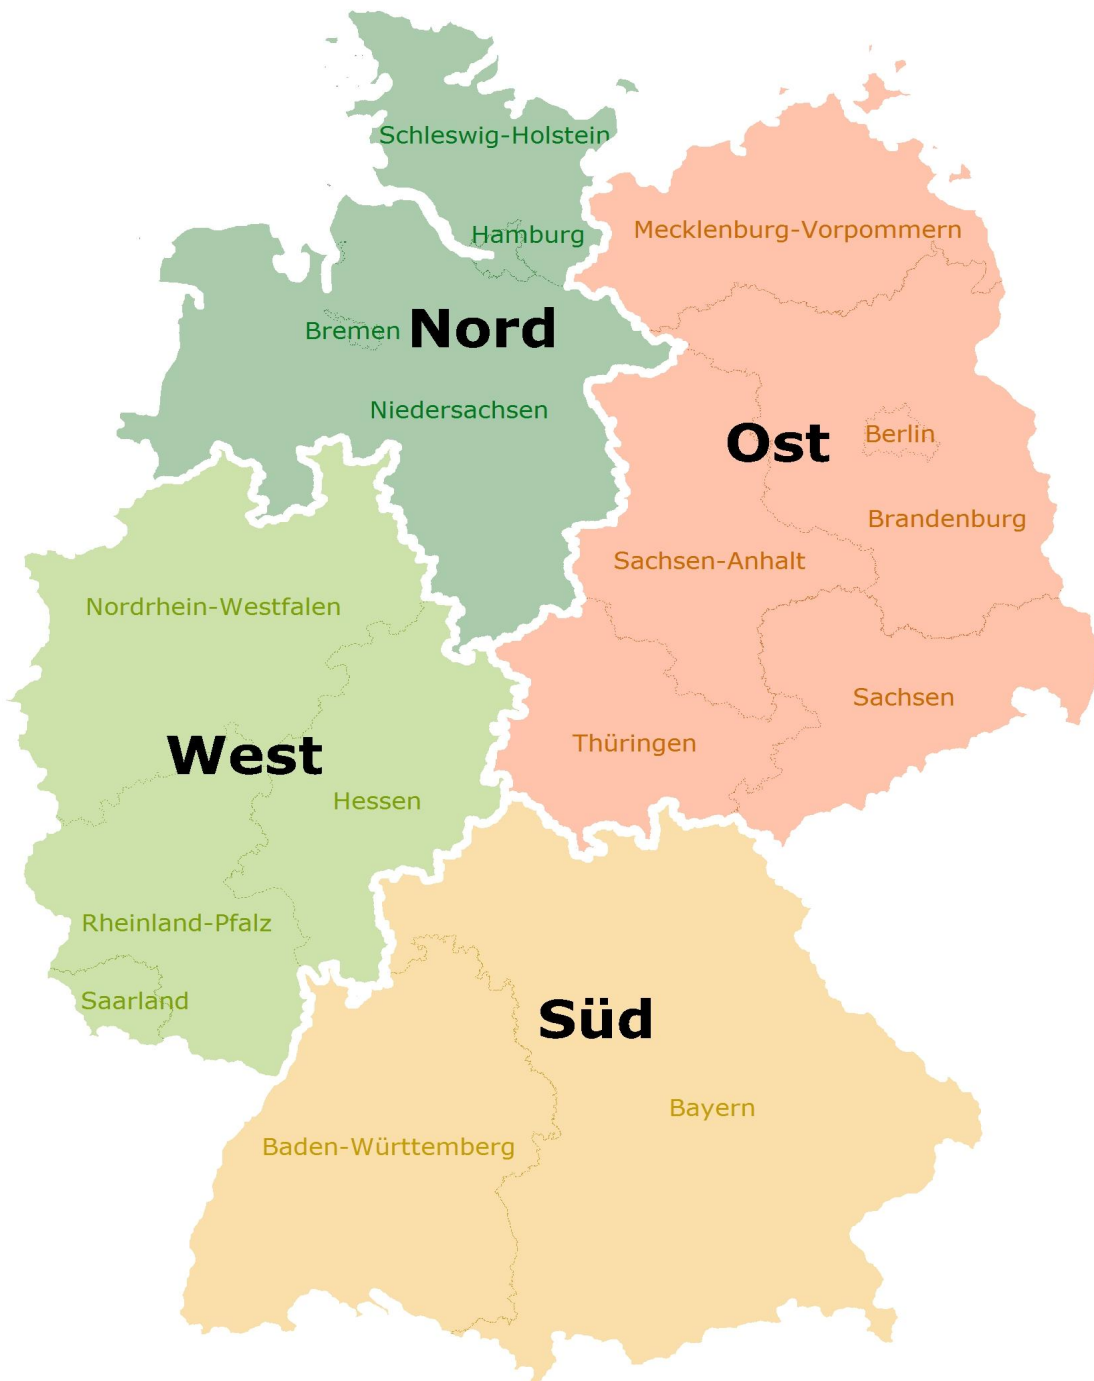 Schleswig-Holstein
Mecklenburg-Vorpommern
Hamburg
Bremen
Nord
Niedersachsen
Berlin
Ost
Brandenburg
Sachsen-Anhalt
Nordrhein-Westfalen
Sachsen
Thüringen
West
Hessen
Rheinland-Pfalz
Saarland
Süd
Bayern
Baden-Württemberg